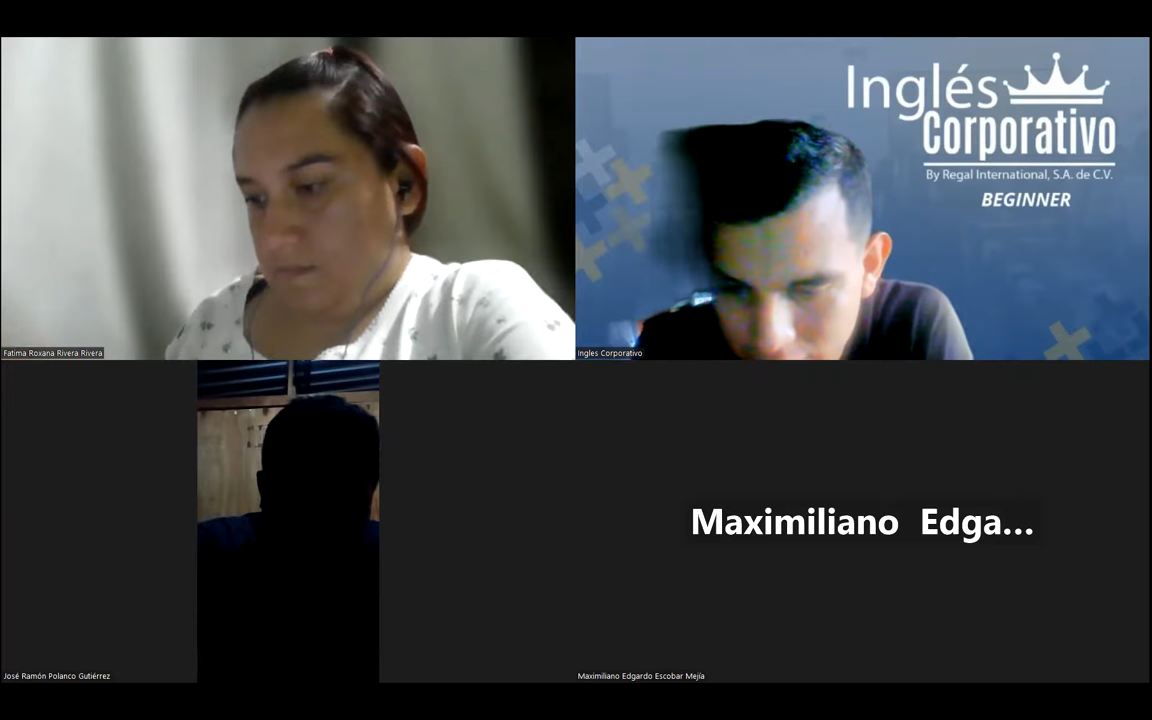 Inglés
Corporativo
By Regal International, S.A. de C.V.
BEGINNER
Fatima Roxana Rivera Rivera
Ingles Corporativo
Maximiliano Edga...
José Ramón Polanco Gutiérrez
Maximiliano Edgardo Escobar Mejía